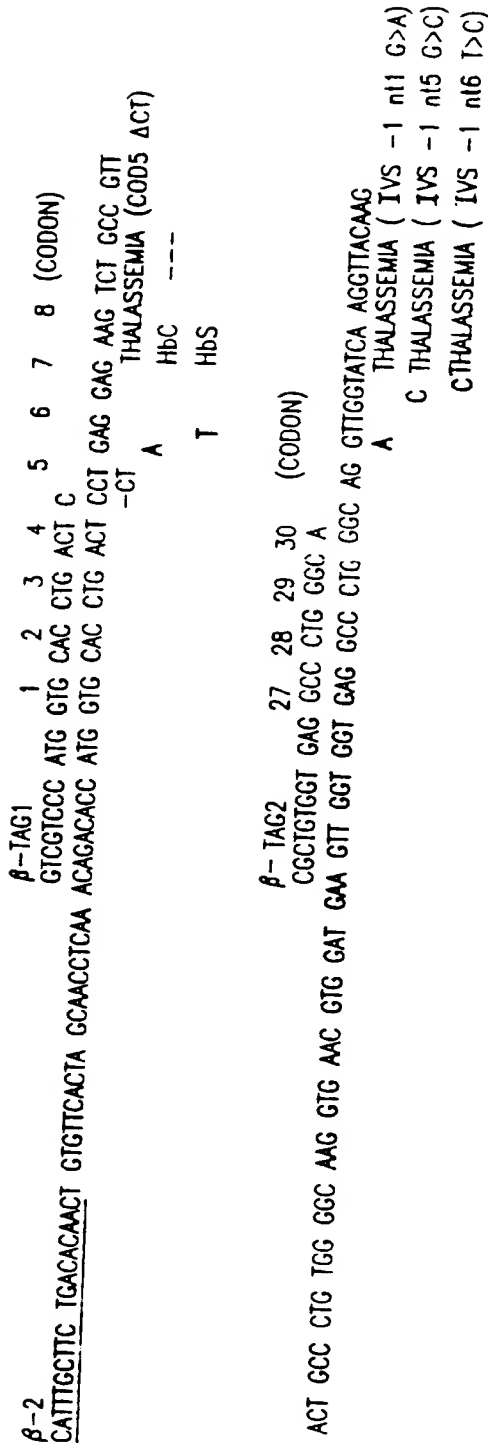 β-2
β-TAG1
1 2 3 4 5 6 7 8 (CODON)
GTCGTCCC ATG GTG CAC CTG ACT C
CATTTGCTTC TGACACAACT GTGTTCACTA GCAACCTCAA ACAGACACC ATG GTG CAC CTG ACT CCT GAG GAG AAG TCT GCC GTT
-CT THALASSEMIA (COD5 ΔCT)
A HbC ---
T HbS
β- TAG2
27 28 29 30 (CODON)
CGCTGTGGT GAG GCC CTG GGC A
ACT GCC CTG TGG GGC AAG GTG AAC GTG GAT GAA GTT GGT GGT GAG GCC CTG GGC AG GTTGGTATCA AGGTTACAAG
A THALASSEMIA ( IVS -1 nt1 G>A)
C THALASSEMIA ( IVS -1 nt5 G>C)
CTHALASSEMIA ( IVS -1 nt6 T>C)